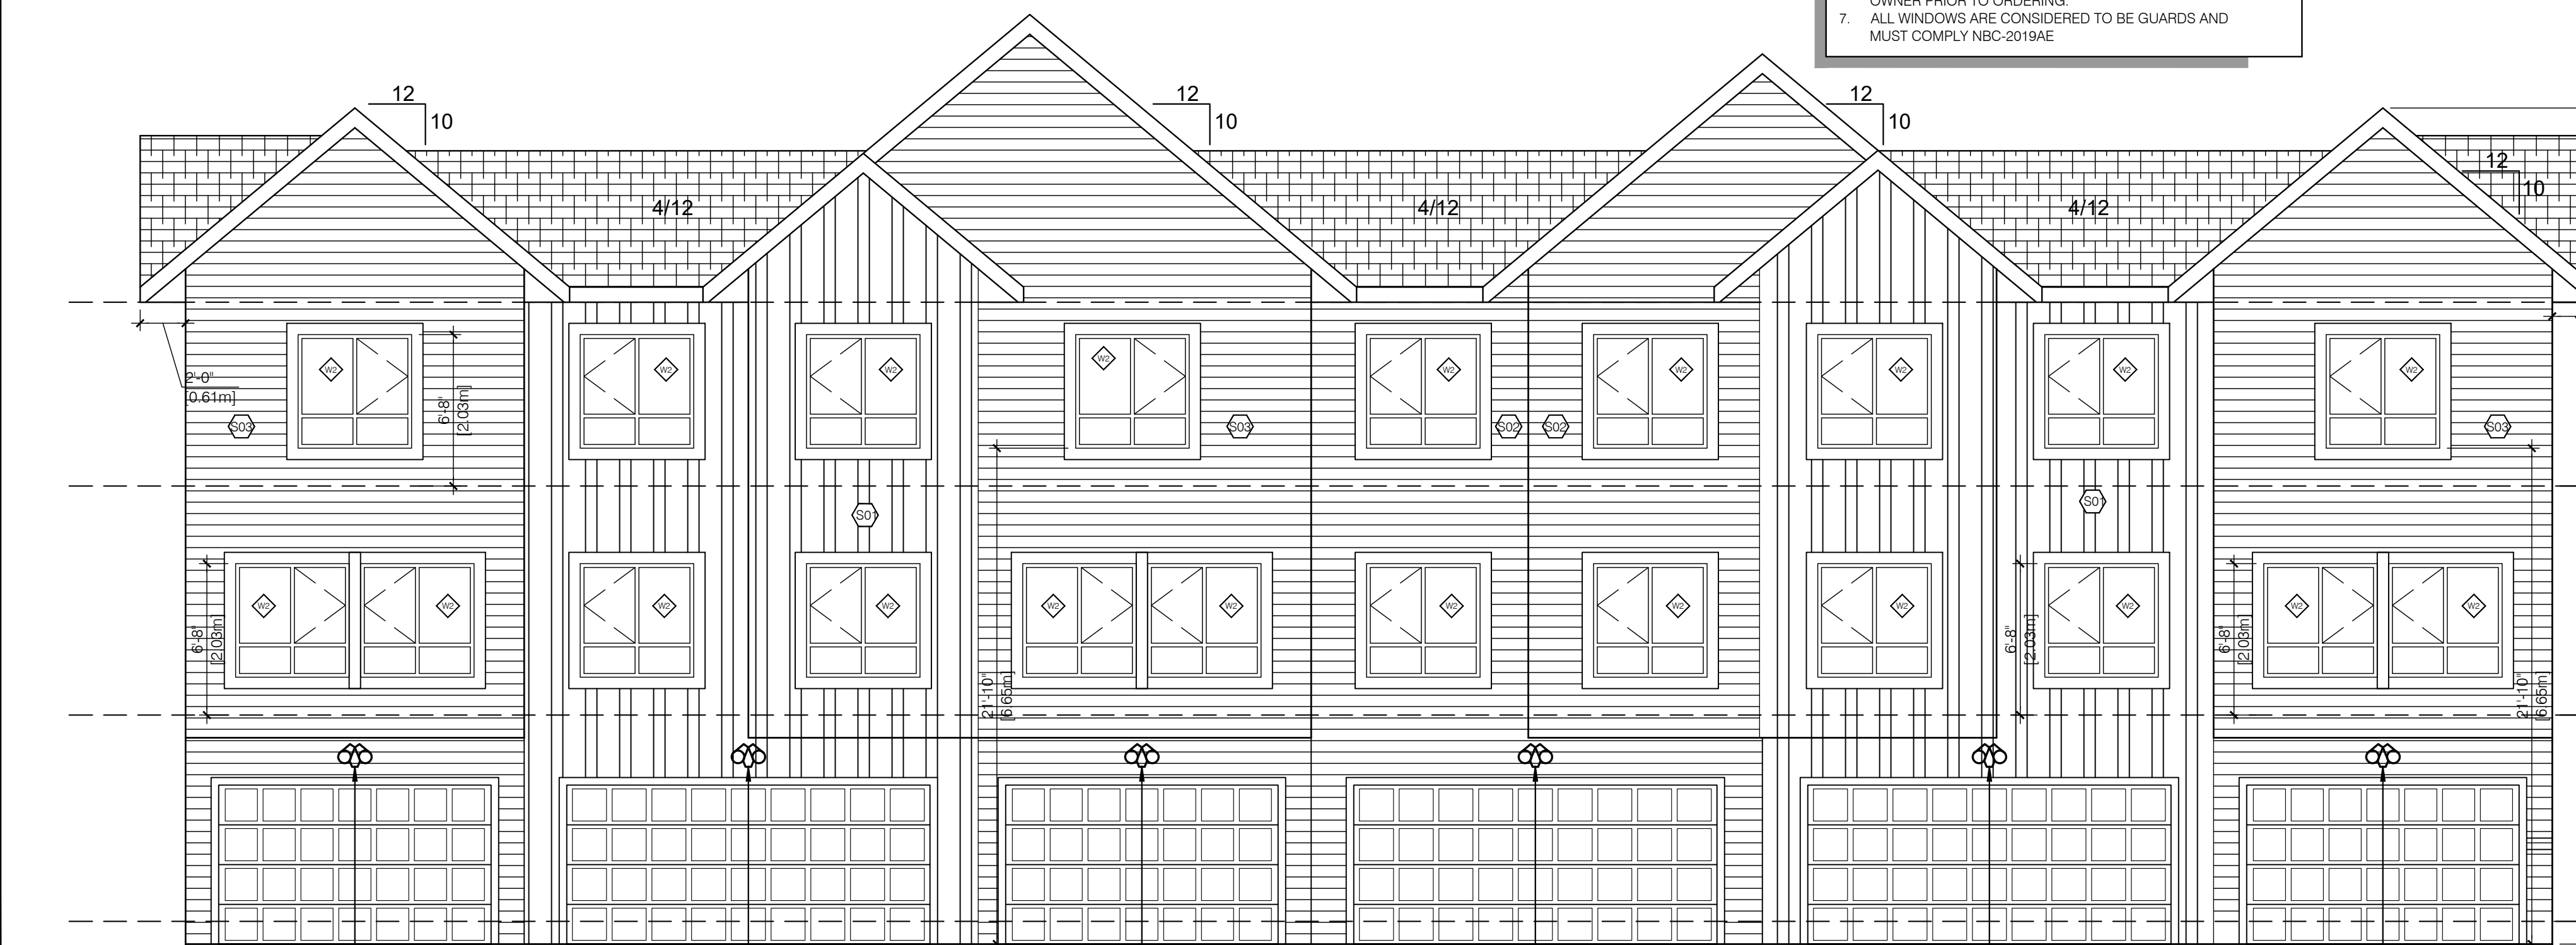 OWNER PRIOR TO ORDERING.
7. ALL WINDOWS ARE CONSIDERED TO BE GUARDS AND
MUST COMPLY NBC-2019AE
12
10
12
10
12
10
12
10
4/12
4/12
4/12
2'-0"
[0.61m]
6'-8"
[2.03m]
W2
W2
W2
W2
W2
W2
W2
W2
W2
S03
S03
S02
S02
S03
S01
S01
W2
W2
W2
W2
W2
W2
W2
W2
W2
W2
W2
W2
6'-8"
[2.03m]
21'-10"
[6.65m]
6'-8"
[2.03m]
6'-8"
[2.03m]
21'-10"
[6.65m]